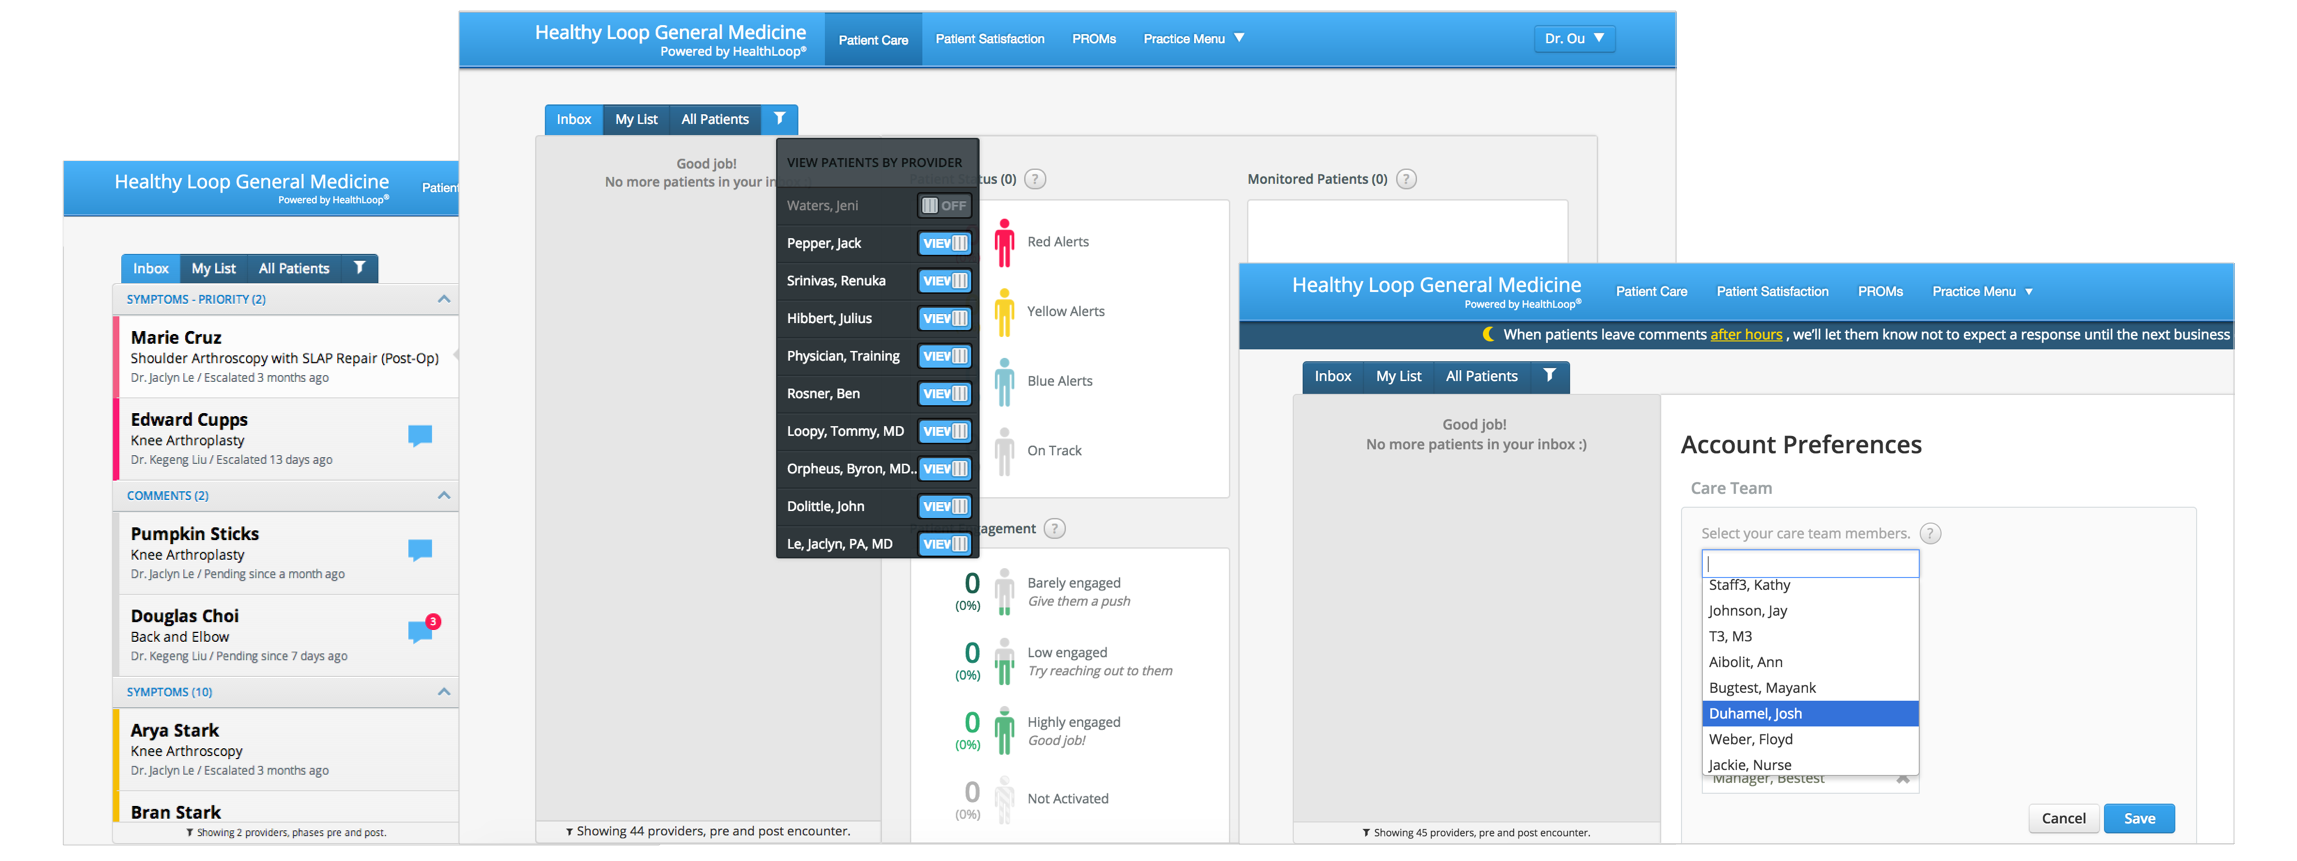 Healthy Loop General Medicine
Powered by HealthLoop®
Patient
Inbox My List All Patients
SYMPTOMS - PRIORITY (2)
Marie Cruz
Shoulder Arthroscopy with SLAP Repair (Post-Op)
Dr. Jaclyn Le / Escalated 3 months ago
Edward Cupps
Knee Arthroplasty
Dr. Kegeng Liu / Escalated 13 days ago
COMMENTS (2)
Pumpkin Sticks
Knee Arthroplasty
Dr. Jaclyn Le / Pending since a month ago
Douglas Choi
3
Back and Elbow
Dr. Kegeng Liu / Pending since 7 days ago
SYMPTOMS (10)
Arya Stark
Knee Arthroscopy
Dr. Jaclyn Le / Escalated 3 months ago
Bran Stark
Showing 2 providers, phases pre and post.
Healthy Loop General Medicine
Powered by HealthLoop®
Patient Care Patient Satisfaction PROMs Practice Menu
Dr. Ou
Inbox My List All Patients
Good job!
No more patients in your inbox :)
VIEW PATIENTS BY PROVIDER
Waters, Jeni OFF
Pepper, Jack VIEW
Srinivas, Renuka VIEW
Hibbert, Julius VIEW
Physician, Training VIEW
Rosner, Ben VIEW
Loopy, Tommy, MD VIEW
Orpheus, Byron, MD.. VIEW
Dolittle, John VIEW
Le, Jaclyn, PA, MD VIEW
Patient Status (0) ?
Red Alerts
Yellow Alerts
Blue Alerts
On Track
Monitored Patients (0) ?
Patient Engagement ?
0
(0%)
Barely engaged
Give them a push
0
(0%)
Low engaged
Try reaching out to them
0
(0%)
Highly engaged
Good job!
0
(0%)
Not Activated
Showing 44 providers, pre and post encounter.
Healthy Loop General Medicine
Powered by HealthLoop®
Patient Care Patient Satisfaction PROMs Practice Menu
When patients leave comments after hours , we'll let them know not to expect a response until the next business
Inbox My List All Patients
Good job!
No more patients in your inbox :)
Showing 45 providers, pre and post encounter.
Account Preferences
Care Team
Select your care team members. ?
Staff3, Kathy
Johnson, Jay
T3, M3
Aibolit, Ann
Bugtest, Mayank
Duhamel, Josh
Weber, Floyd
Jackie, Nurse
Manager, Bestest
Cancel Save